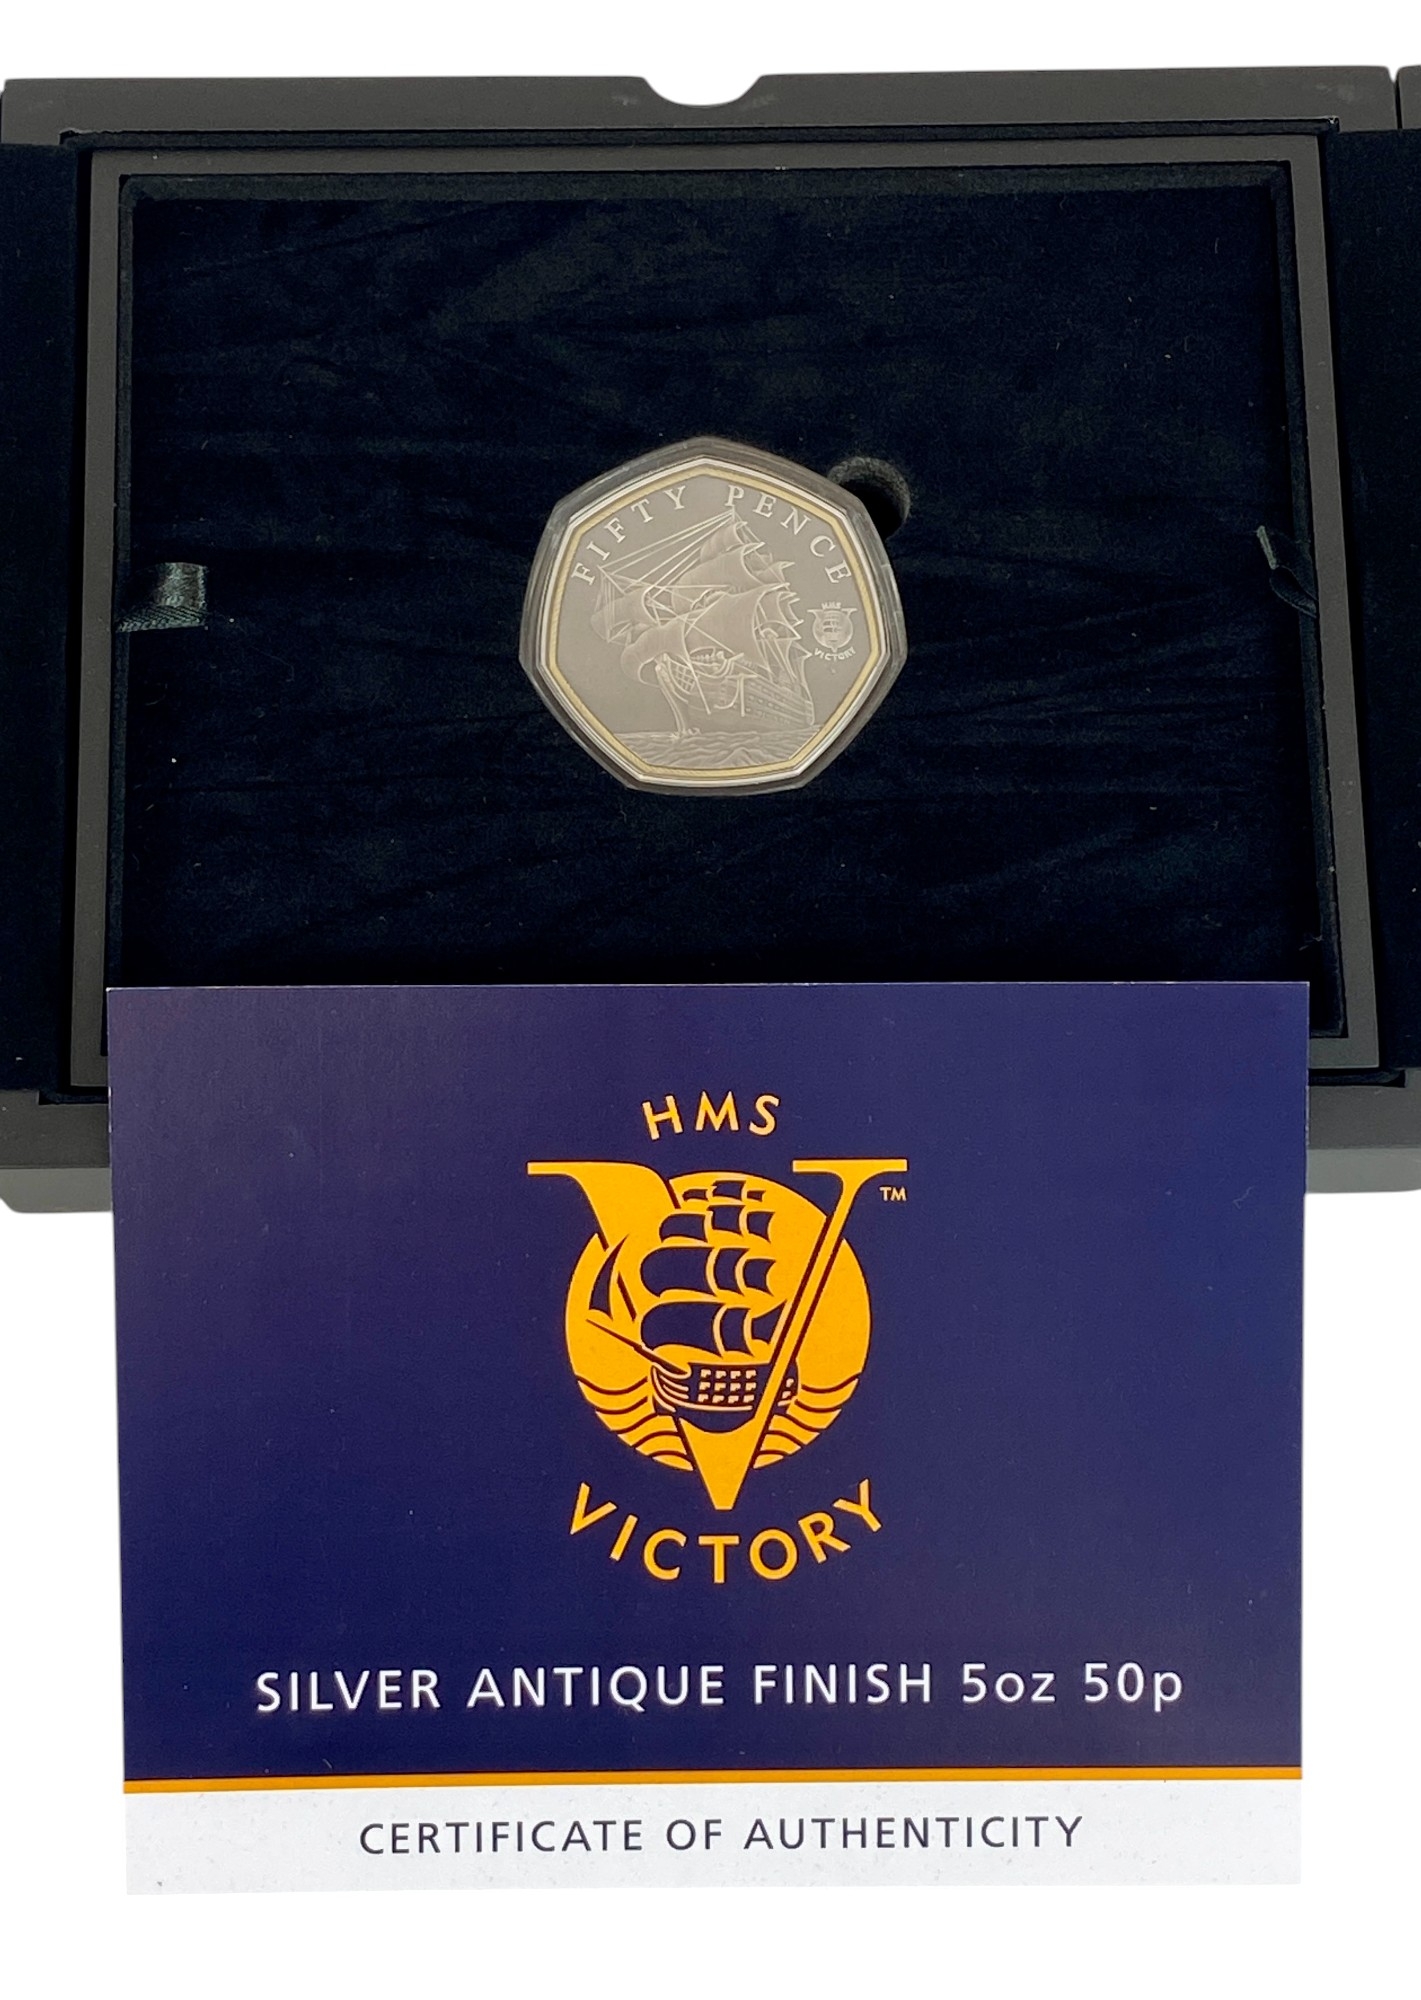 FIFTY PENCE
HMS
VICTORY
HMS
V TM
VICTORY
SILVER ANTIQUE FINISH 5oz 50p
CERTIFICATE OF AUTHENTICITY